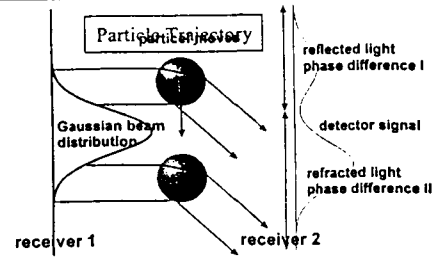 Particle Trajectory
particel moves
reflected light
phase difference I
Gaussian beam
distribution
detector signal
refracted light
phase difference II
receiver 1
receiver 2